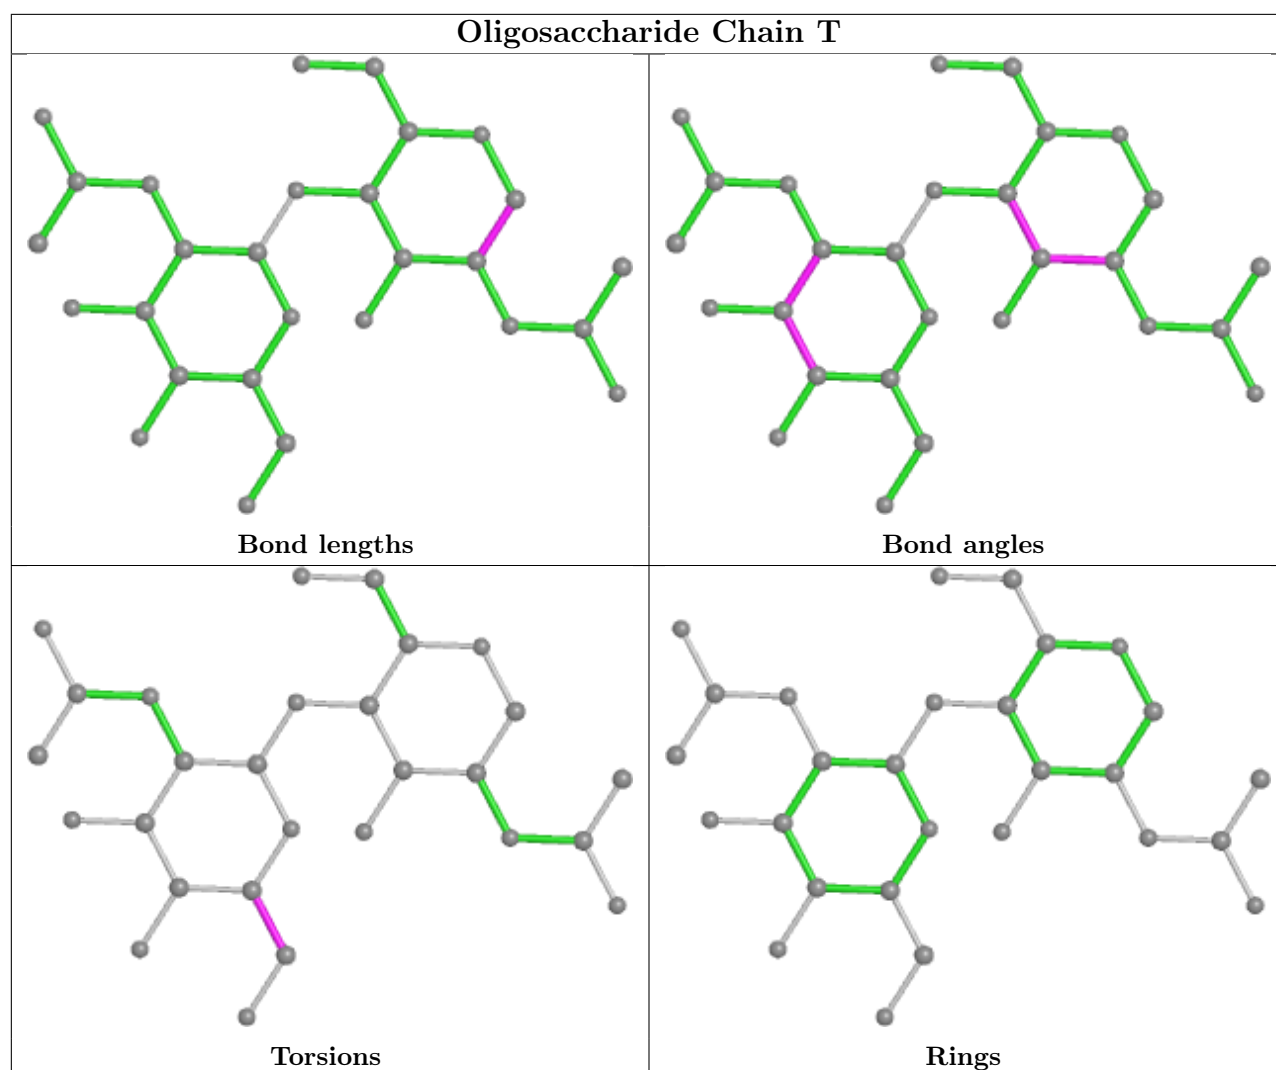 Oligosaccharide Chain T
Bond lengths
Bond angles
Torsions
Rings